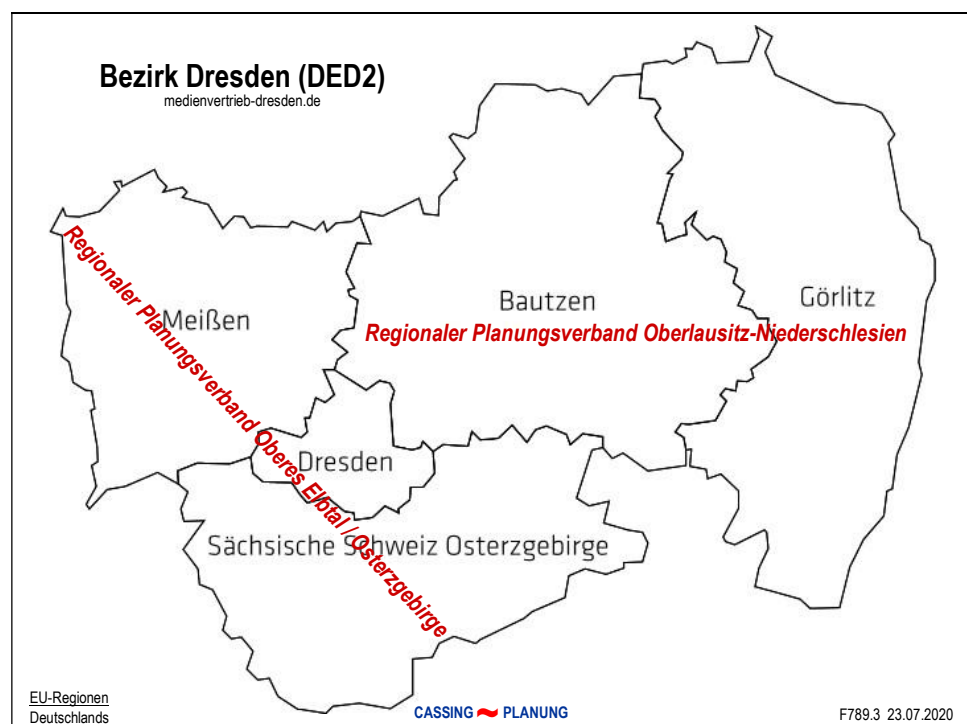 Bezirk Dresden (DED2)
medienvertrieb-dresden.de
Regionaler Planungsverband Oberes Elbtal / Osterzgebirge
Meißen
Bautzen
Görlitz
Regionaler Planungsverband Oberlausitz-Niederschlesien
Dresden
Sächsische Schweiz Osterzgebirge
EU-Regionen
Deutschlands
CASSING PLANUNG
F789.3 23.07.2020